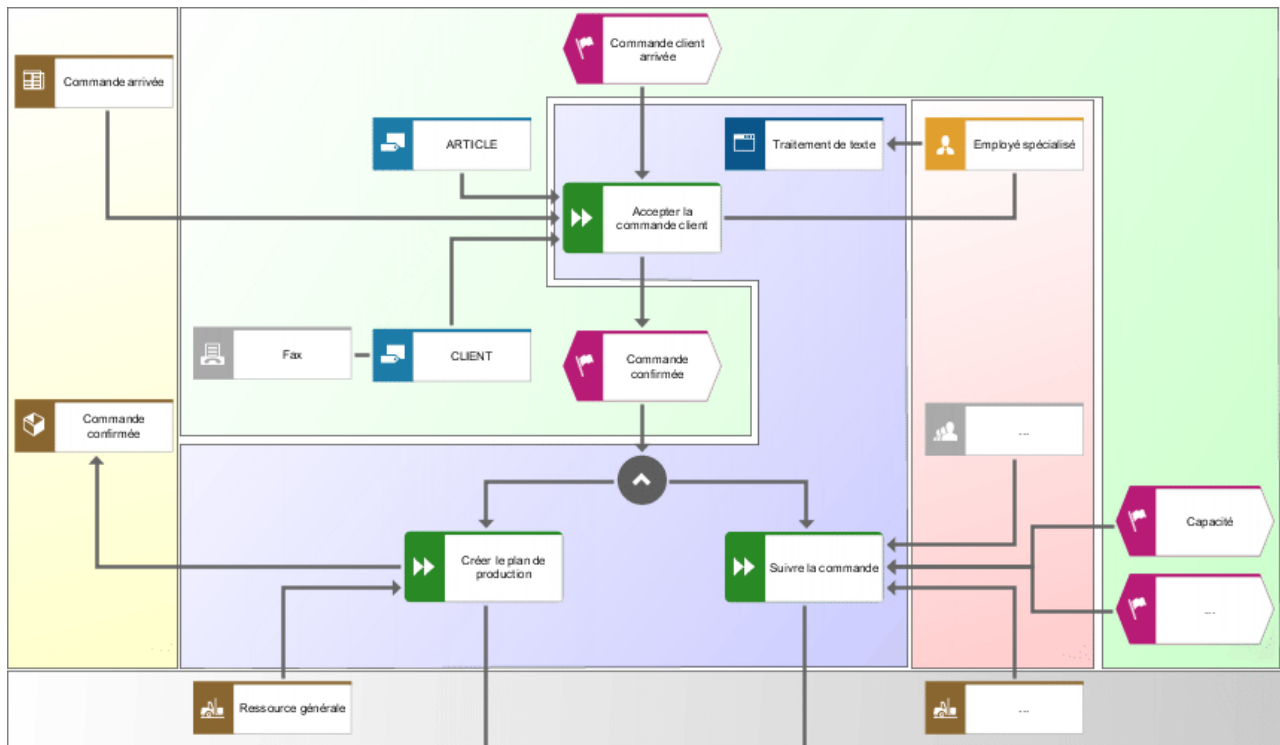 Commande client
arrivée
Commande arrivée
ARTICLE
Traitement de texte
Employé spécialisé
Accepter la
commande client
Fax
CLIENT
Commande
confirmée
Commande
confirmée
...
Capacité
Créer le plan de
production
Suivre la commande
...
Ressource générale
...